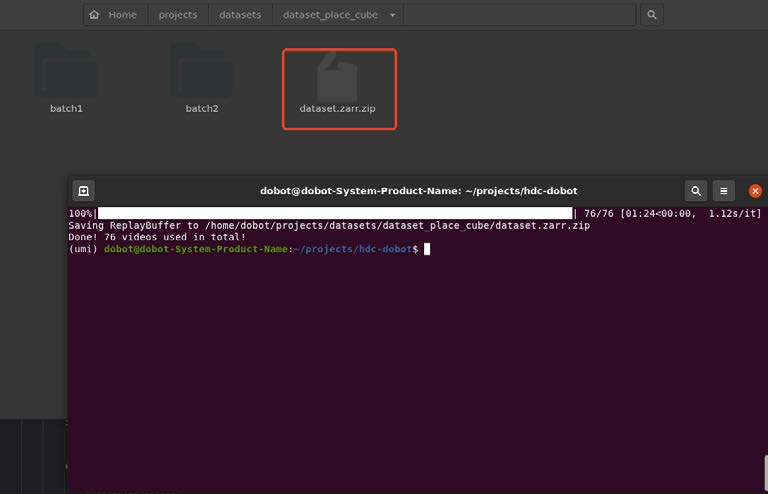 Home projects datasets dataset_place_cube
batch1 batch2 dataset.zarr.zip
dobot@dobot-System-Product-Name: ~/projects/hdc-dobot
100%| | 76/76 [01:24<00:00, 1.12s/it]
Saving ReplayBuffer to /home/dobot/projects/datasets/dataset_place_cube/dataset.zarr.zip
Done! 76 videos used in total!
(umi) dobot@dobot-System-Product-Name:~/projects/hdc-dobot$